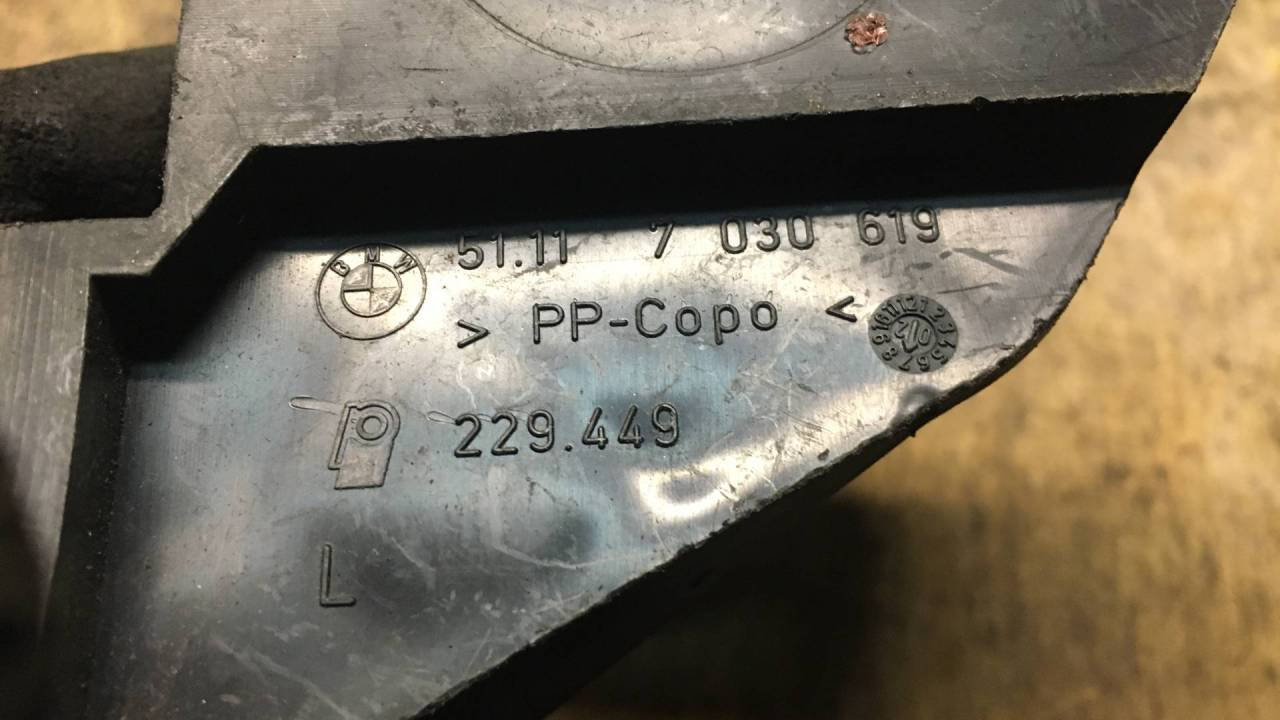 BMW
51.11 7 030 619
> PP-Copo <
229.449
L